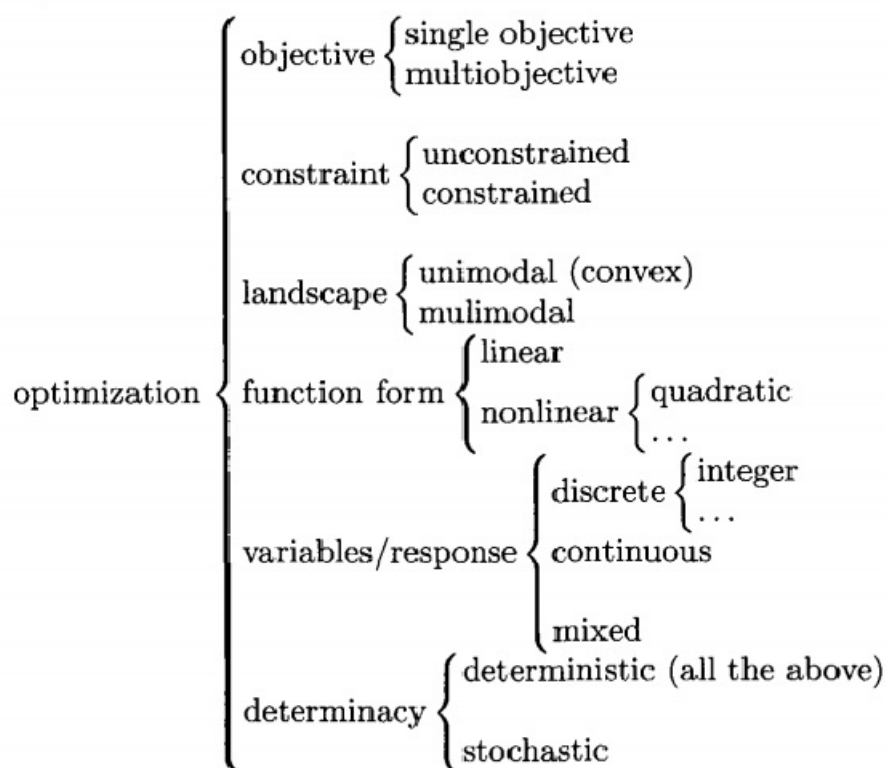 single objective
objective
multiobjective
unconstrained
constraint
constrained
unimodal (convex)
landscape
mulimodal
linear
optimization
function form
quadratic
nonlinear
...
integer
discrete
...
variables/response
continuous
mixed
deterministic (all the above)
determinacy
stochastic